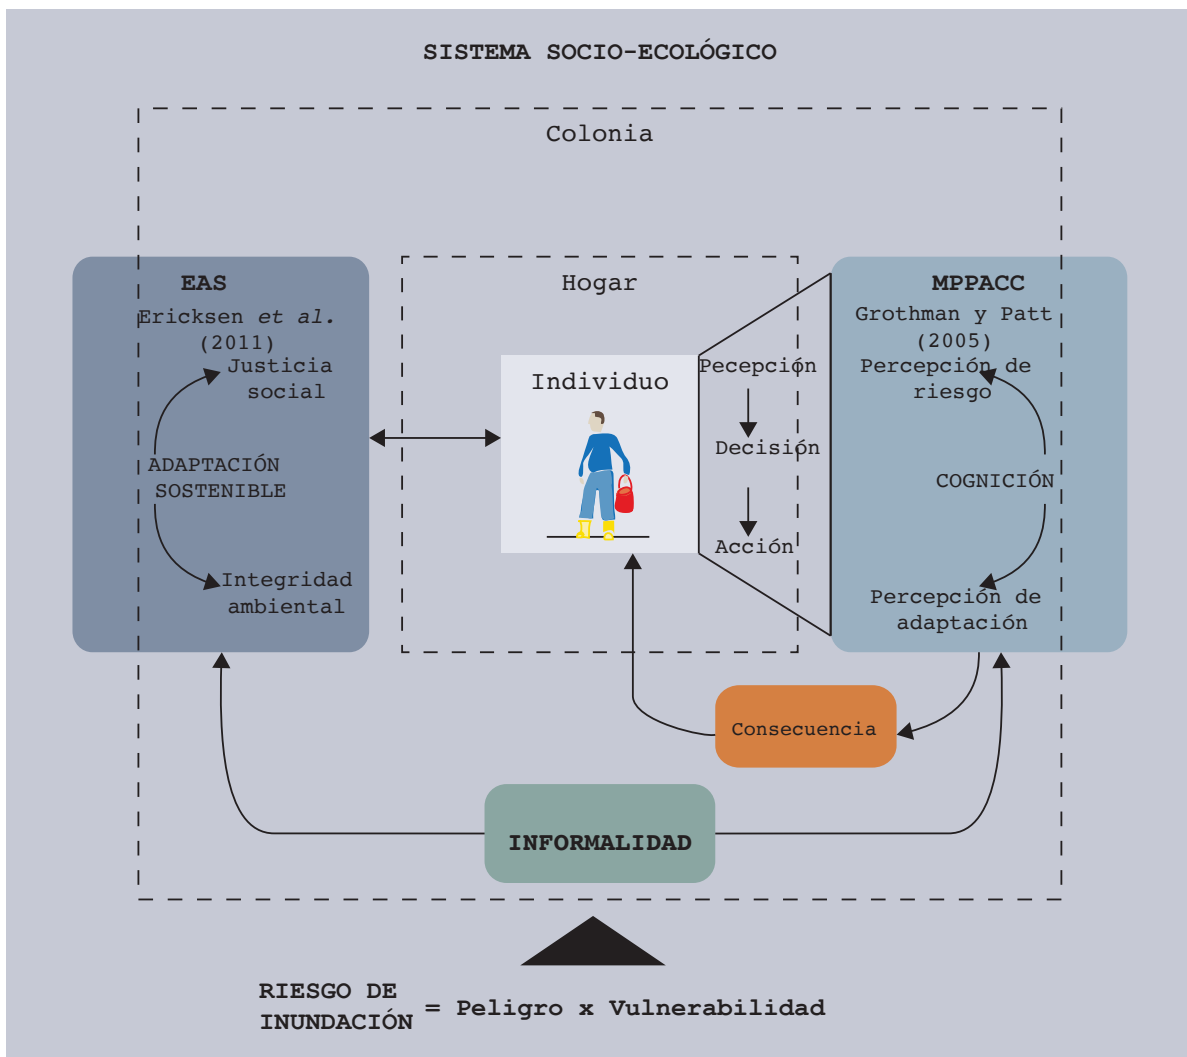 SISTEMA SOCIO-ECOLÓGICO
Colonia
EAS
Ericksen et al.
(2011)
Justicia
social
ADAPTACIÓN
SOSTENIBLE
Integridad
ambiental
Hogar
Individuo
Pecepción
Decisión
Acción
MPPACC
Grothman y Patt
(2005)
Percepción de
riesgo
COGNICIÓN
Percepción de
adaptación
Consecuencia
INFORMALIDAD
RIESGO DE
INUNDACIÓN
= Peligro x Vulnerabilidad